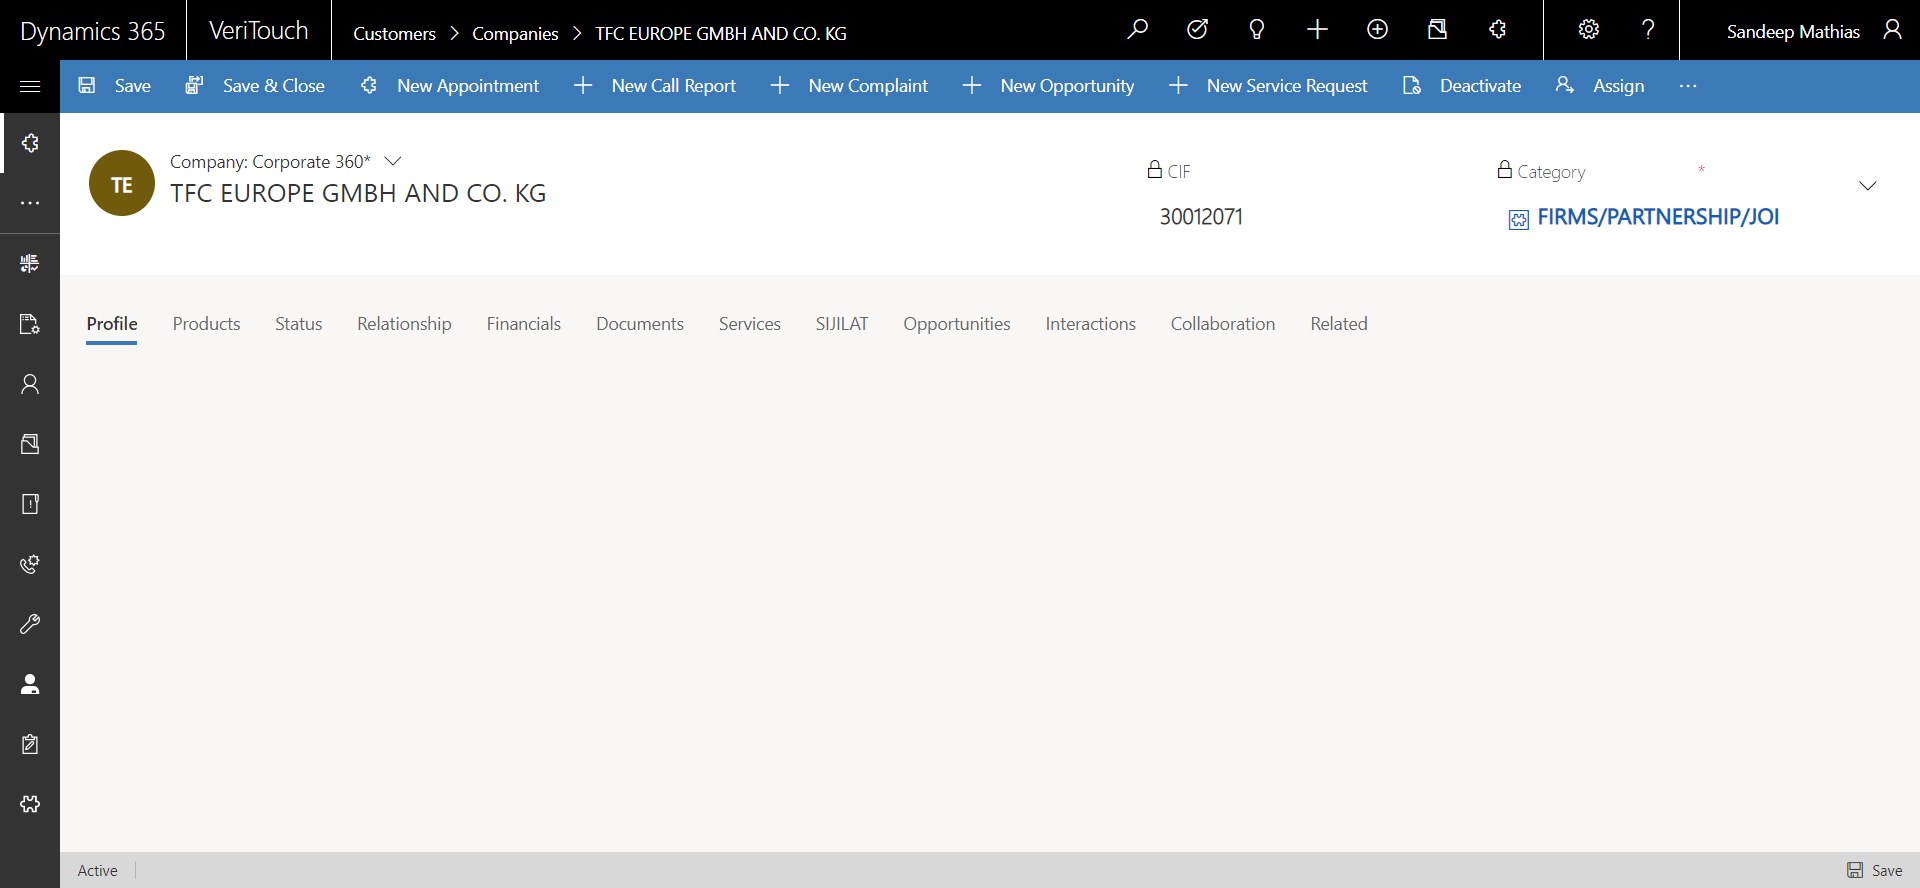 Dynamics 365 VeriTouch Customers > Companies > TFC EUROPE GMBH AND CO. KG ? Sandeep Mathias
Save Save & Close New Appointment New Call Report New Complaint New Opportunity New Service Request Deactivate Assign ...
TE
Company: Corporate 360*
TFC EUROPE GMBH AND CO. KG
CIF
30012071
Category *
FIRMS/PARTNERSHIP/JOI
Profile Products Status Relationship Financials Documents Services SIJILAT Opportunities Interactions Collaboration Related
Active Save